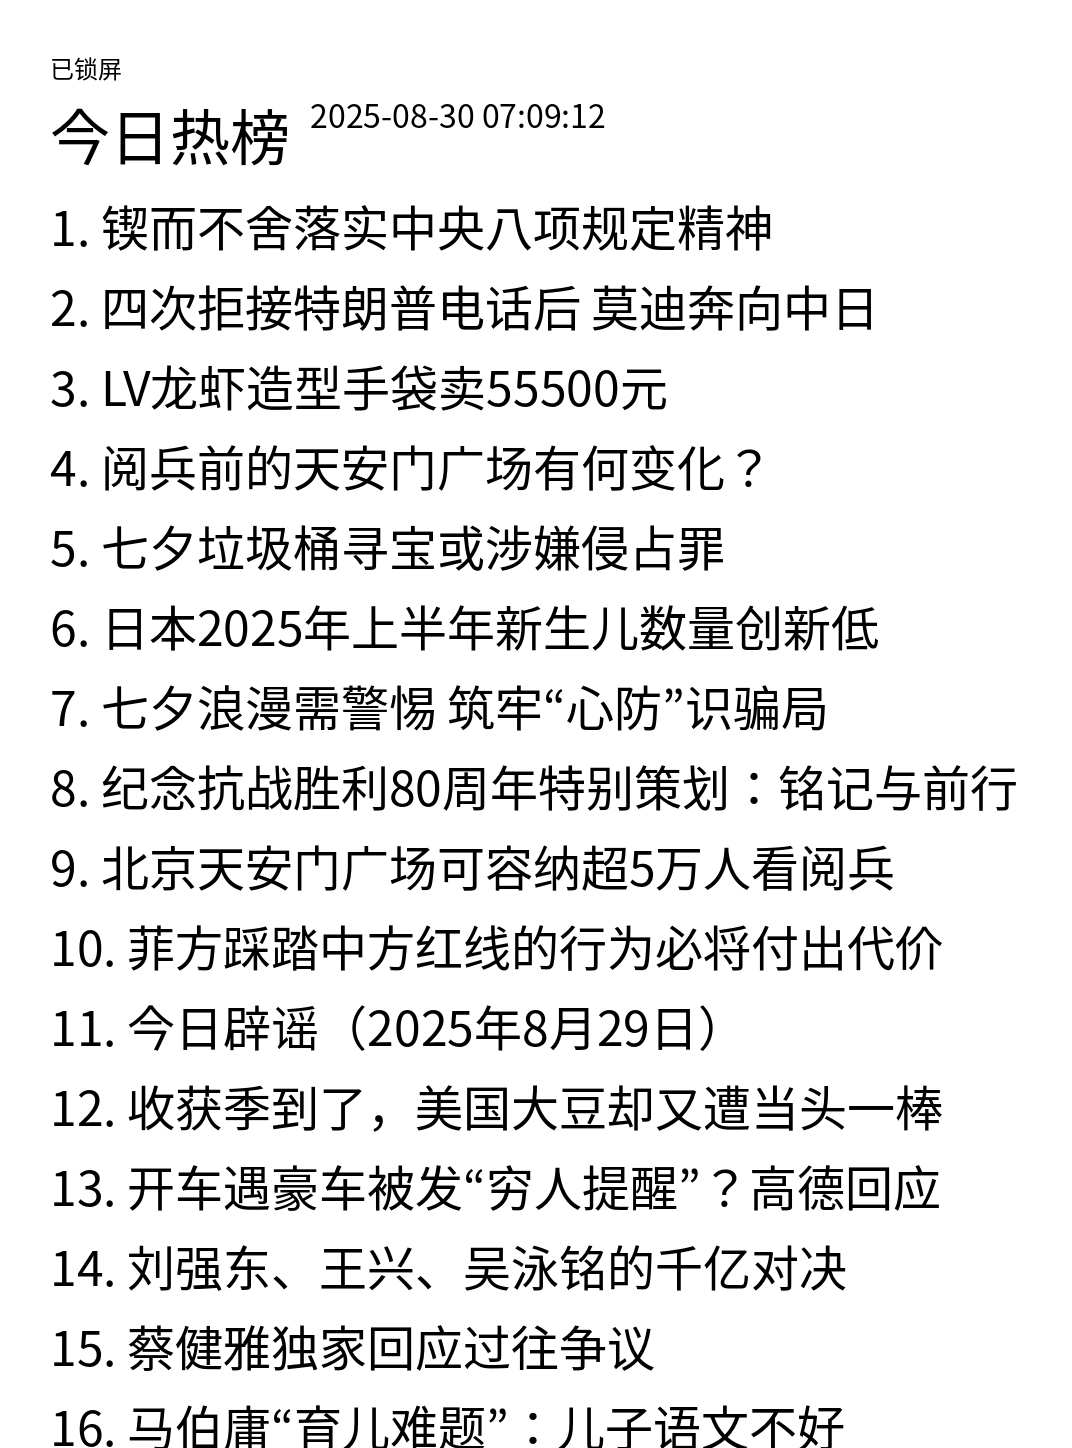 已锁屏
今日热榜 2025-08-30 07:09:12
1. 锲而不舍落实中央八项规定精神
2. 四次拒接特朗普电话后 莫迪奔向中日
3. LV龙虾造型手袋卖55500元
4. 阅兵前的天安门广场有何变化？
5. 七夕垃圾桶寻宝或涉嫌侵占罪
6. 日本2025年上半年新生儿数量创新低
7. 七夕浪漫需警惕 筑牢“心防”识骗局
8. 纪念抗战胜利80周年特别策划：铭记与前行
9. 北京天安门广场可容纳超5万人看阅兵
10. 菲方踩踏中方红线的行为必将付出代价
11. 今日辟谣（2025年8月29日）
12. 收获季到了，美国大豆却又遭当头一棒
13. 开车遇豪车被发“穷人提醒”？高德回应
14. 刘强东、王兴、吴泳铭的千亿对决
15. 蔡健雅独家回应过往争议
16. 马伯庸“育儿难题”：儿子语文不好